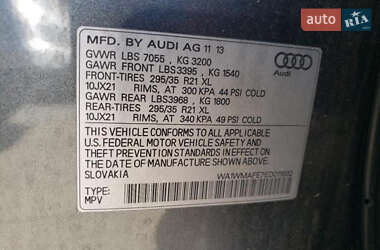 auto RIA.com
MFD. BY AUDI AG 11 13
GVWR LBS 7055 , KG 3200
GAWR FRONT LBS3395, KG 1540
Audi
FRONT-TIRES 295/35 R21 XL
10JX21 RIMS, AT 300 KPA 44 PSI COLD
GAWR REAR LBS3968, KG 1800
REAR-TIRES 295/35 R21 XL
10JX21 RIMS, AT 340 KPA 49 PSI COLD
THIS VEHICLE CONFORMS TO ALL APPLICABLE
U.S. FEDERAL MOTOR VEHICLE SAFETY AND
THEFT PREVENTION STANDARDS IN EFFECT ON
THE DATE OF MANUFACTURE SHOWN ABOVE.
SLOVAKIA
TYPE:
MPV